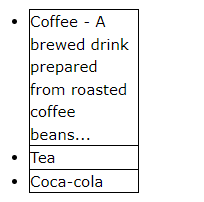 Coffee - A
brewed drink
prepared
from roasted
coffee
beans...
Tea
Coca-cola